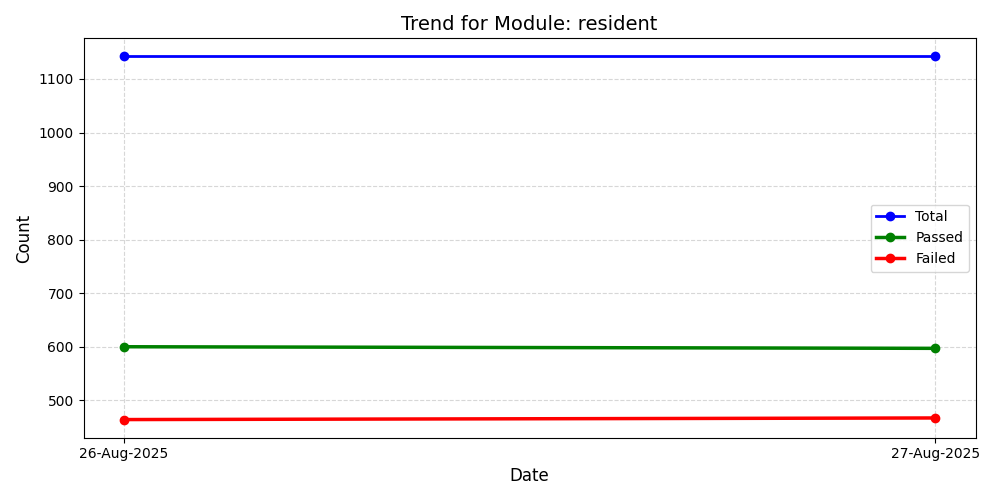 Trend for Module: resident
Count
1100
1000
900
800
700
600
500
Total
Passed
Failed
26-Aug-2025
27-Aug-2025
Date